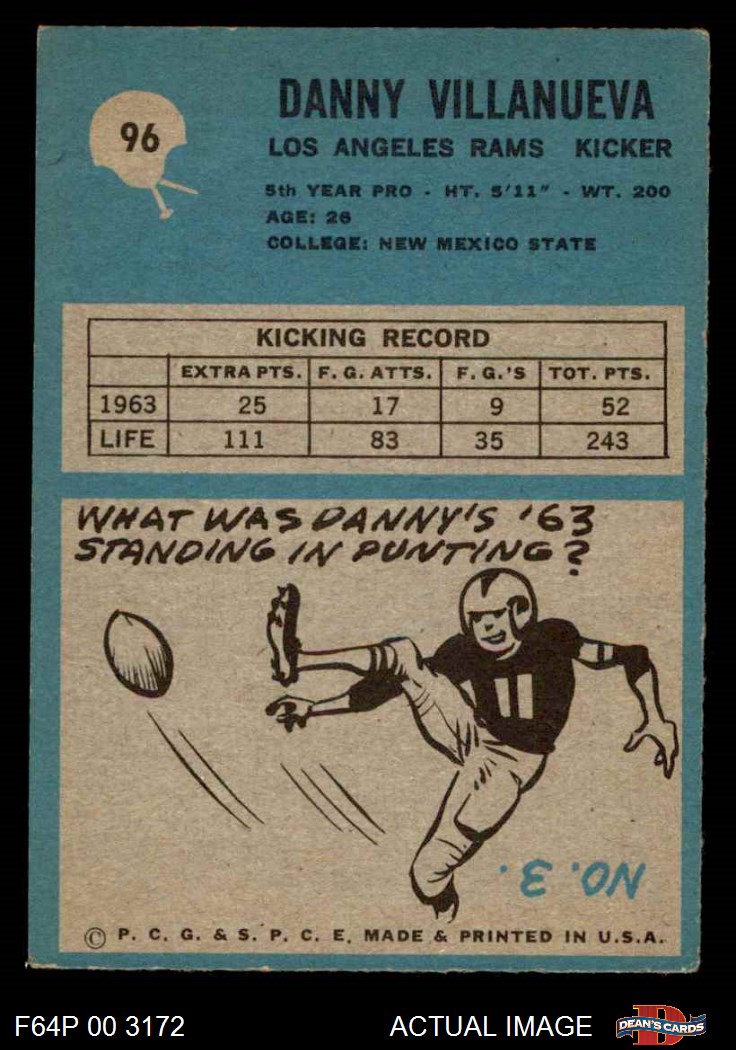 96
DANNY VILLANUEVA
LOS ANGELES RAMS KICKER
5th YEAR PRO - HT. 5'11" - WT. 200
AGE: 26
COLLEGE: NEW MEXICO STATE
KICKING RECORD
EXTRA PTS. F. G. ATTS. F. G.'S TOT. PTS.
1963 25 17 9 52
LIFE 111 83 35 243
WHAT WAS DANNY'S '63
STANDING IN PUNTING?
11
NO. 3.
© P. C. G. & S. P. C. E. MADE & PRINTED IN U.S.A.
F64P 00 3172 ACTUAL IMAGE D DEAN'S CARDS